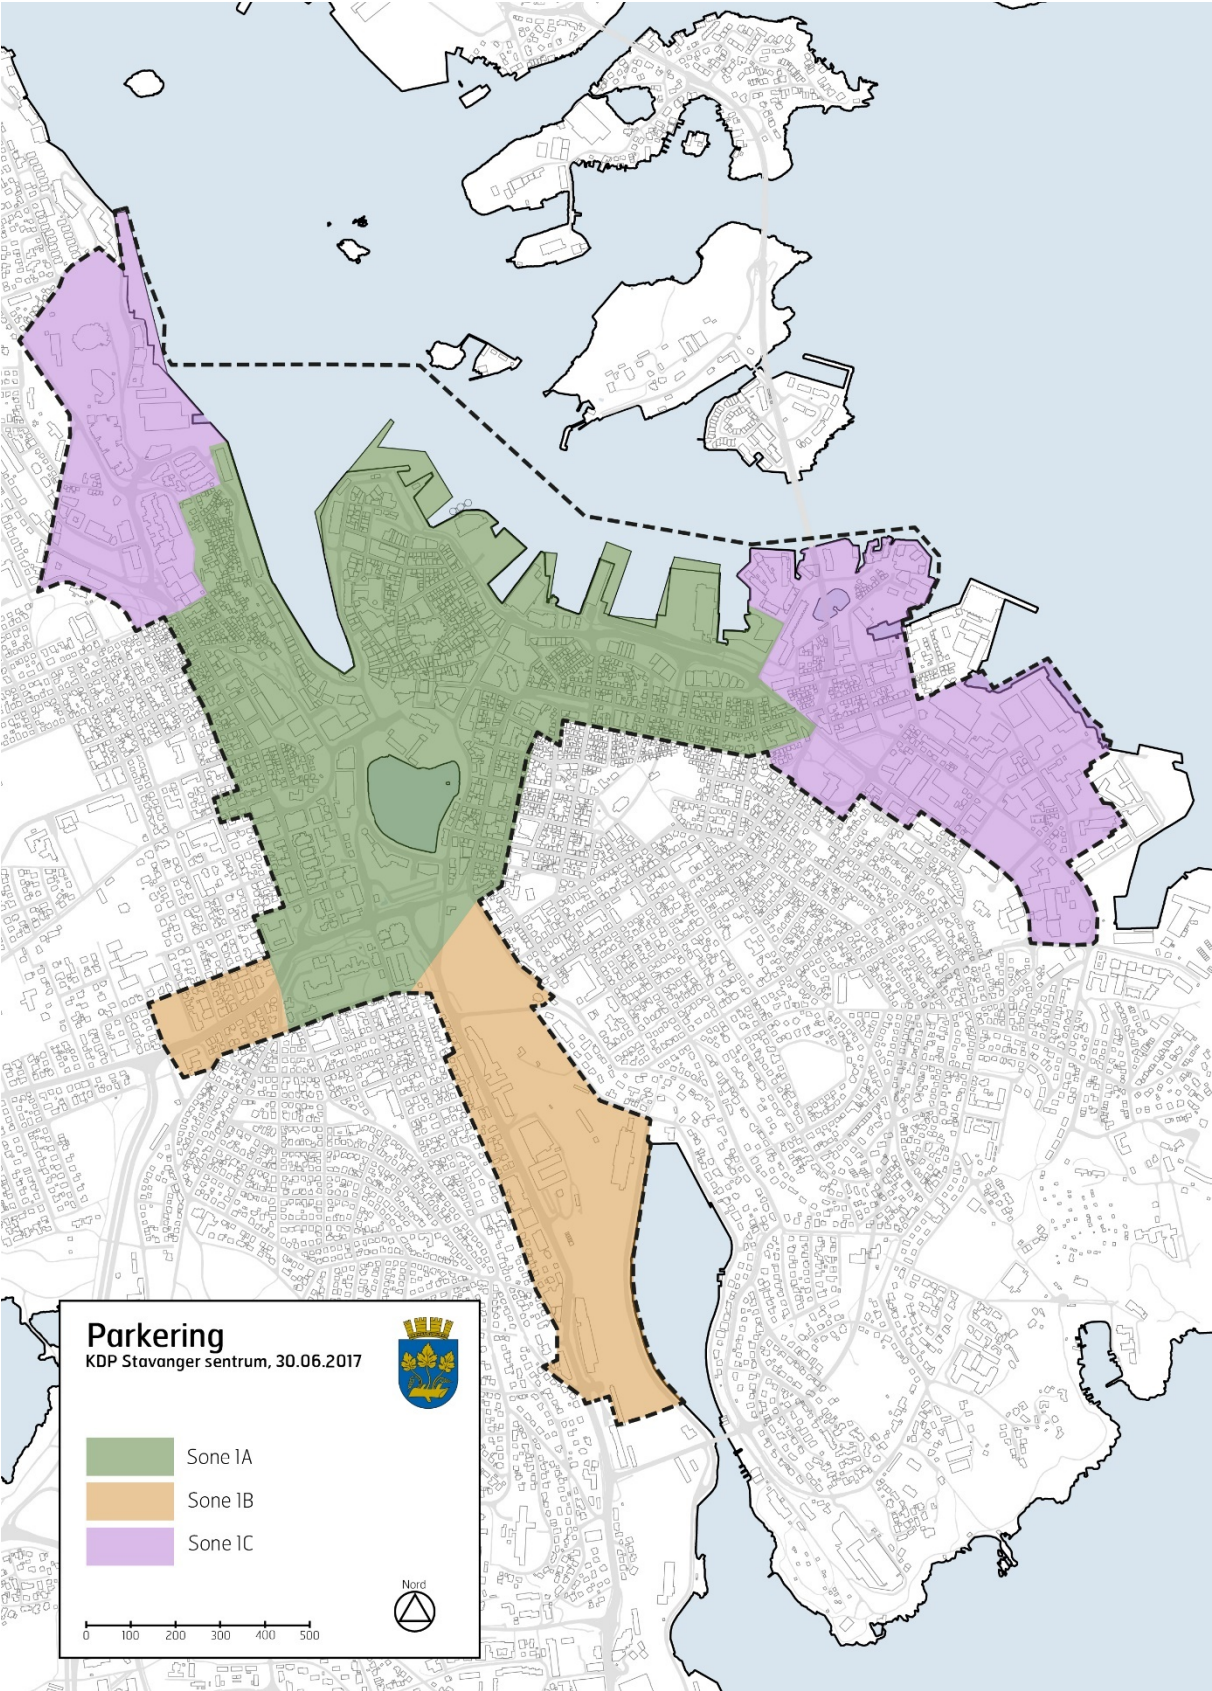 Parkering
KDP Stavanger sentrum, 30.06.2017
Sone 1A
Sone 1B
Sone 1C
Nord
0 100 200 300 400 500